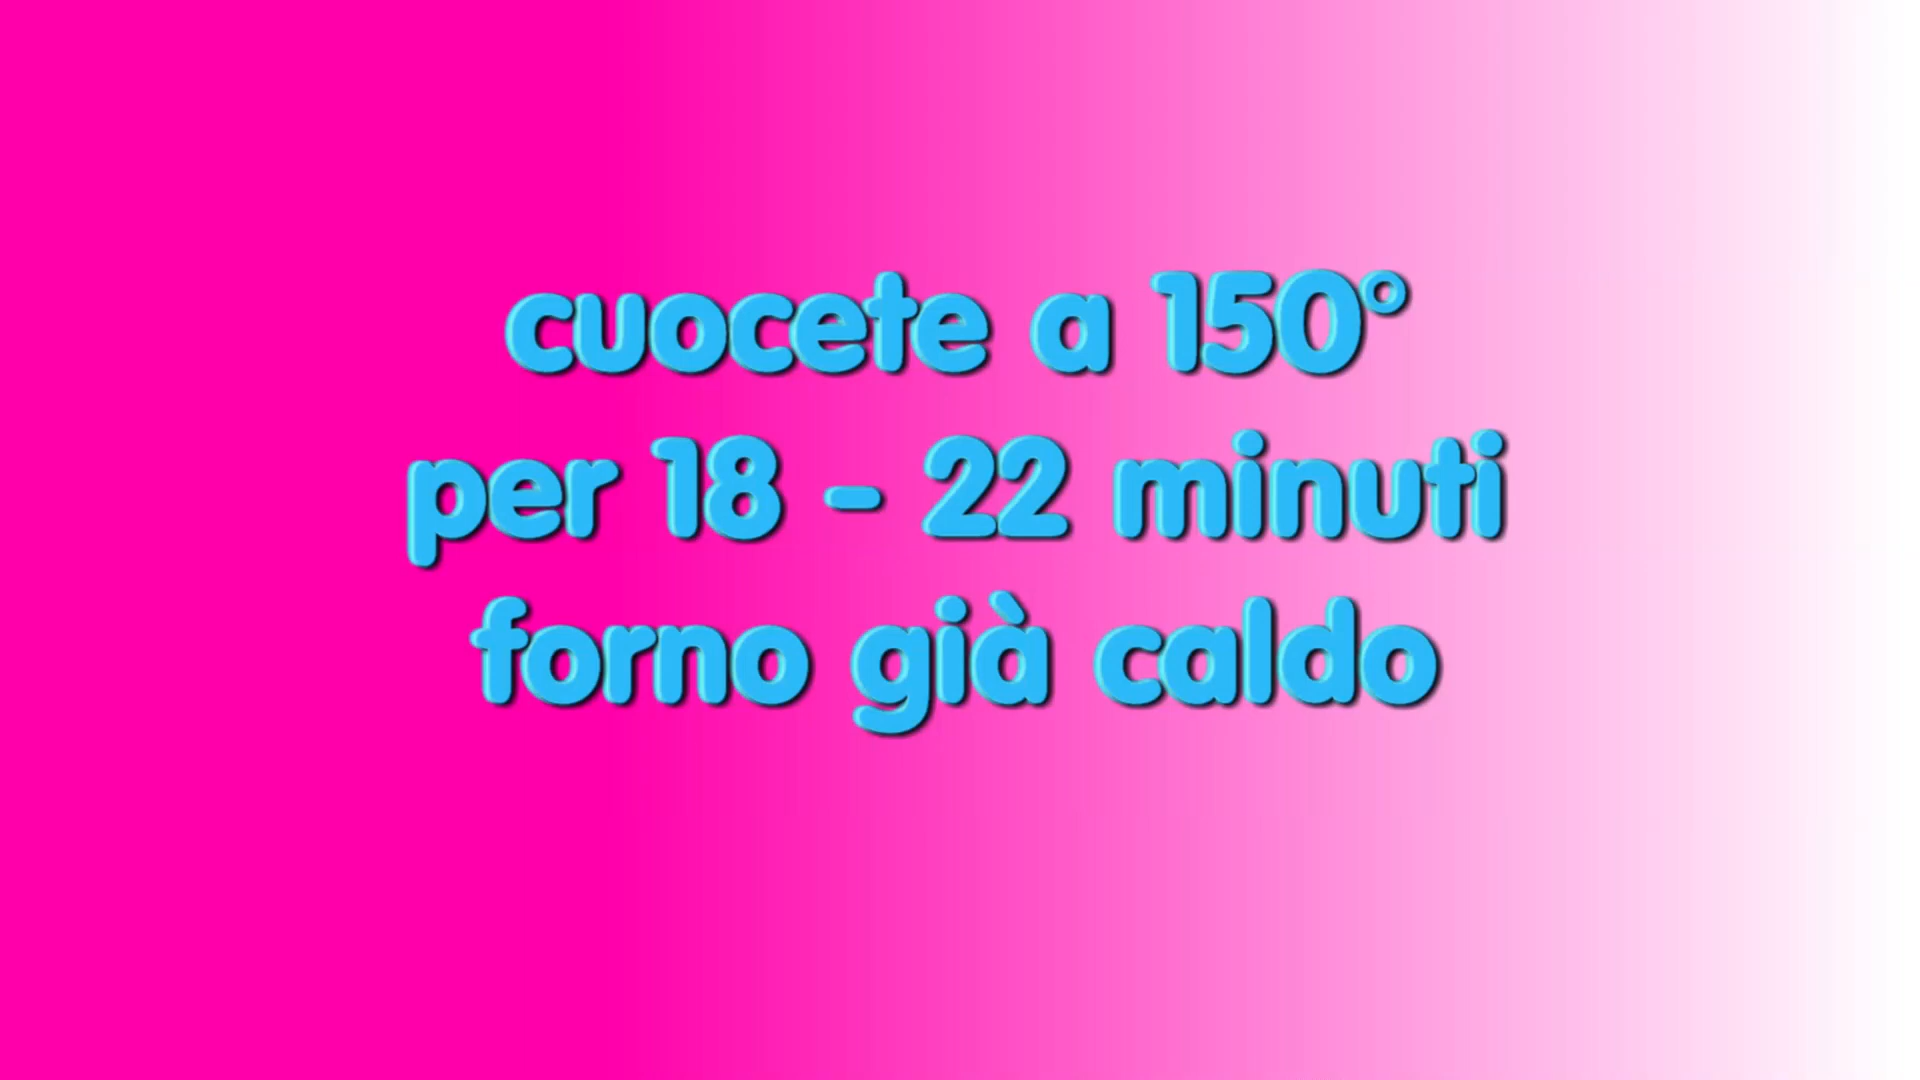 cuocete a 150°
per 18 - 22 minuti
forno già caldo